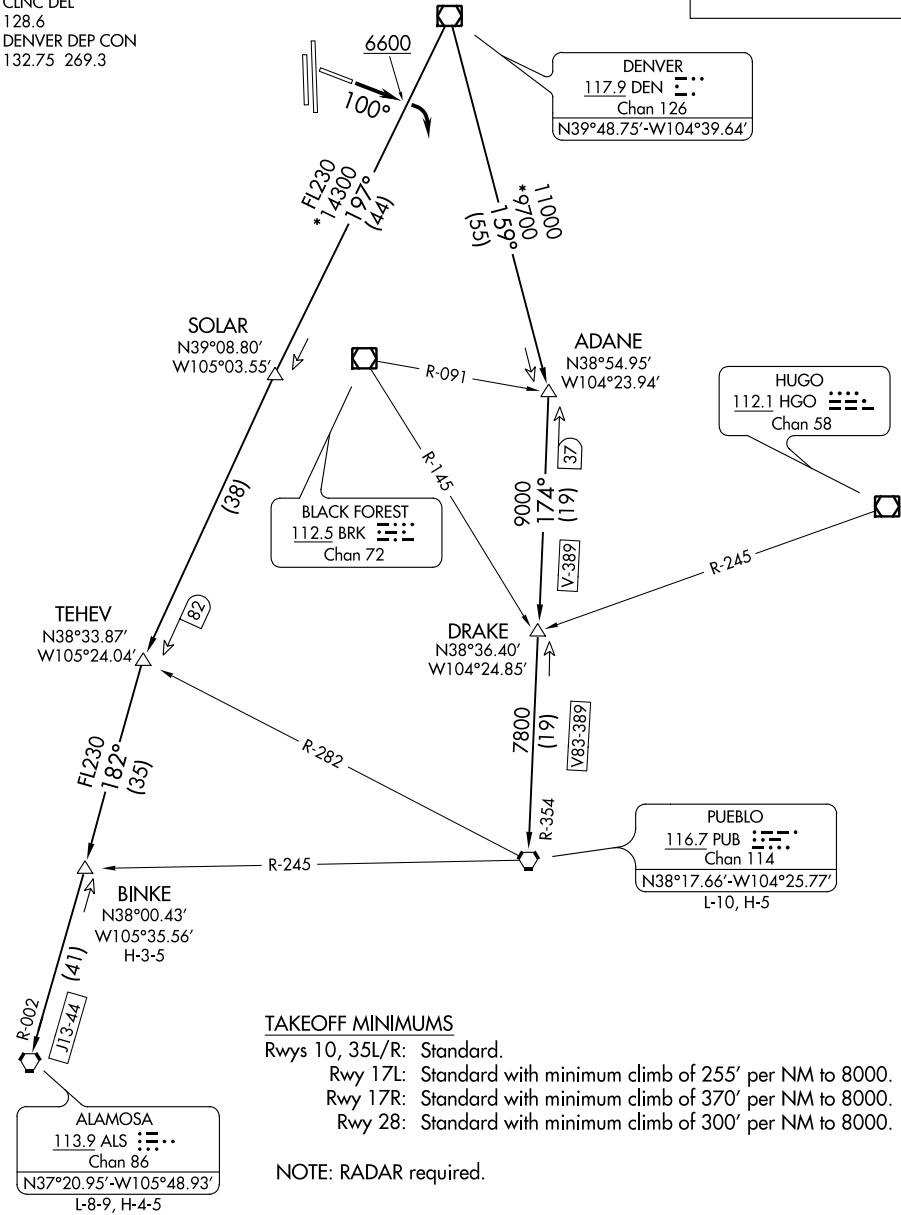 CLNC DEL
128.6
DENVER DEP CON
132.75 269.3
6600
100°
DENVER
117.9 DEN
Chan 126
N39°48.75'-W104°39.64'
FL230
*14300
197°
(44)
11000
*9700
159°
(55)
SOLAR
N39°08.80'
W105°03.55'
ADANE
N38°54.95'
W104°23.94'
R-091
HUGO
112.1 HGO
Chan 58
37
R-145
(38)
BLACK FOREST
112.5 BRK
Chan 72
9000
174°
(19)
V-389
R-245
82
TEHEV
N38°33.87'
W105°24.04'
DRAKE
N38°36.40'
W104°24.85'
R-282
7800
(19)
V83-389
FL230
182°
(35)
R-354
PUEBLO
116.7 PUB
Chan 114
N38°17.66'-W104°25.77'
L-10, H-5
R-245
BINKE
N38°00.43'
W105°35.56'
H-3-5
(41)
R-002
J13-44
TAKEOFF MINIMUMS
Rwys 10, 35L/R: Standard.
Rwy 17L: Standard with minimum climb of 255' per NM to 8000.
Rwy 17R: Standard with minimum climb of 370' per NM to 8000.
Rwy 28: Standard with minimum climb of 300' per NM to 8000.
ALAMOSA
113.9 ALS
Chan 86
N37°20.95'-W105°48.93'
L-8-9, H-4-5
NOTE: RADAR required.